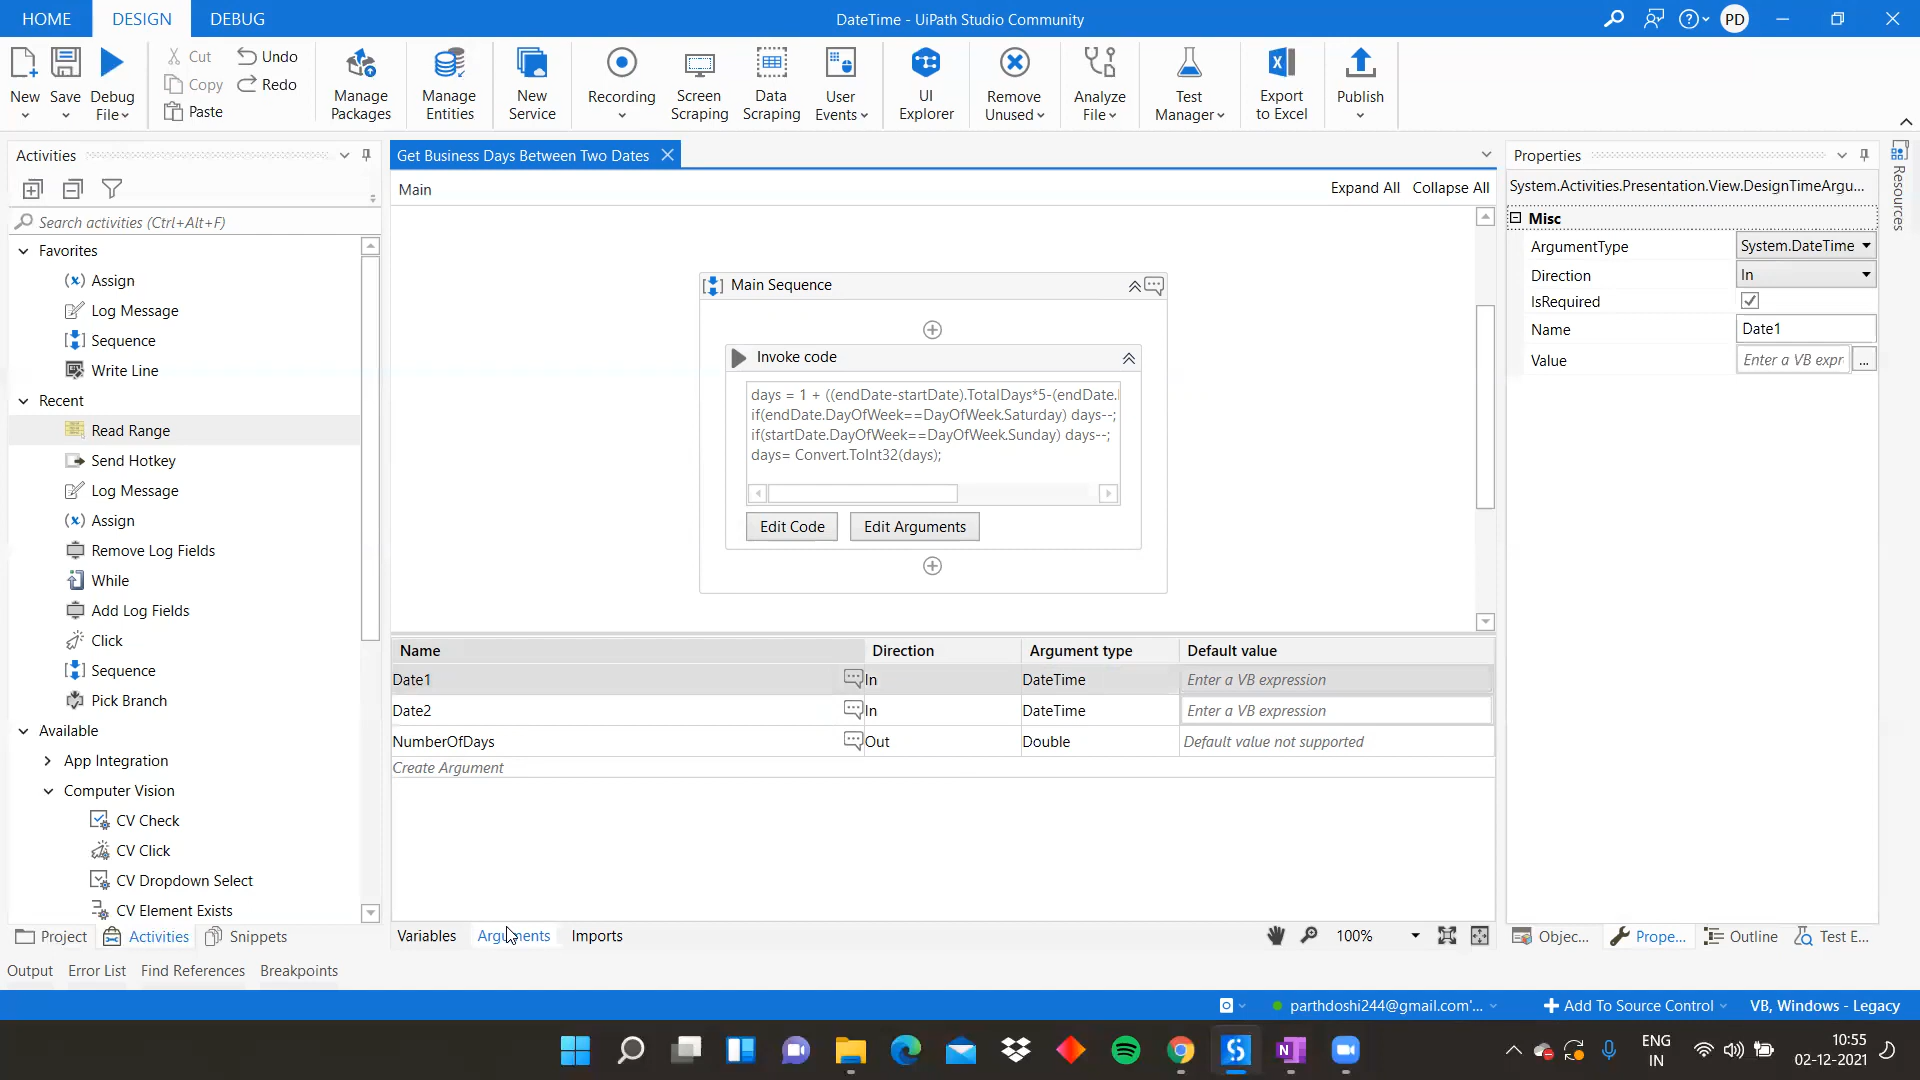 HOME
DESIGN
DEBUG
DateTime - UiPath Studio Community
PD
New
Save
Debug
File
Cut
Copy
Paste
Undo
Redo
Manage
Packages
Manage
Entities
New
Service
Recording
Screen
Scraping
Data
Scraping
User
Events
UI
Explorer
Remove
Unused
Analyze
File
Test
Manager
Export
to Excel
Publish
Activities
Search activities (Ctrl+Alt+F)
Favorites
Assign
Log Message
Sequence
Write Line
Recent
Read Range
Send Hotkey
Log Message
Assign
Remove Log Fields
While
Add Log Fields
Click
Sequence
Pick Branch
Available
App Integration
Computer Vision
CV Check
CV Click
CV Dropdown Select
CV Element Exists
Project
Activities
Snippets
Get Business Days Between Two Dates
Main
Expand All
Collapse All
Main Sequence
Invoke code
days = 1 + ((endDate-startDate).TotalDays*5-(endDate.
if(endDate.DayOfWeek==DayOfWeek.Saturday) days--;
if(startDate.DayOfWeek==DayOfWeek.Sunday) days--;
days= Convert.ToInt32(days);
Edit Code
Edit Arguments
Name Direction Argument type Default value
Date1 In DateTime Enter a VB expression
Date2 In DateTime Enter a VB expression
NumberOfDays Out Double Default value not supported
Create Argument
Variables
Arguments
Imports
100%
Properties
System.Activities.Presentation.View.DesignTimeArgu...
Misc
ArgumentType System.DateTime
Direction In
IsRequired
Name Date1
Value Enter a VB expr ...
Resources
Objec...
Prope...
Outline
Test E...
Output
Error List
Find References
Breakpoints
parthdoshi244@gmail.com'...
Add To Source Control
VB, Windows - Legacy
ENG
IN
10:55
02-12-2021